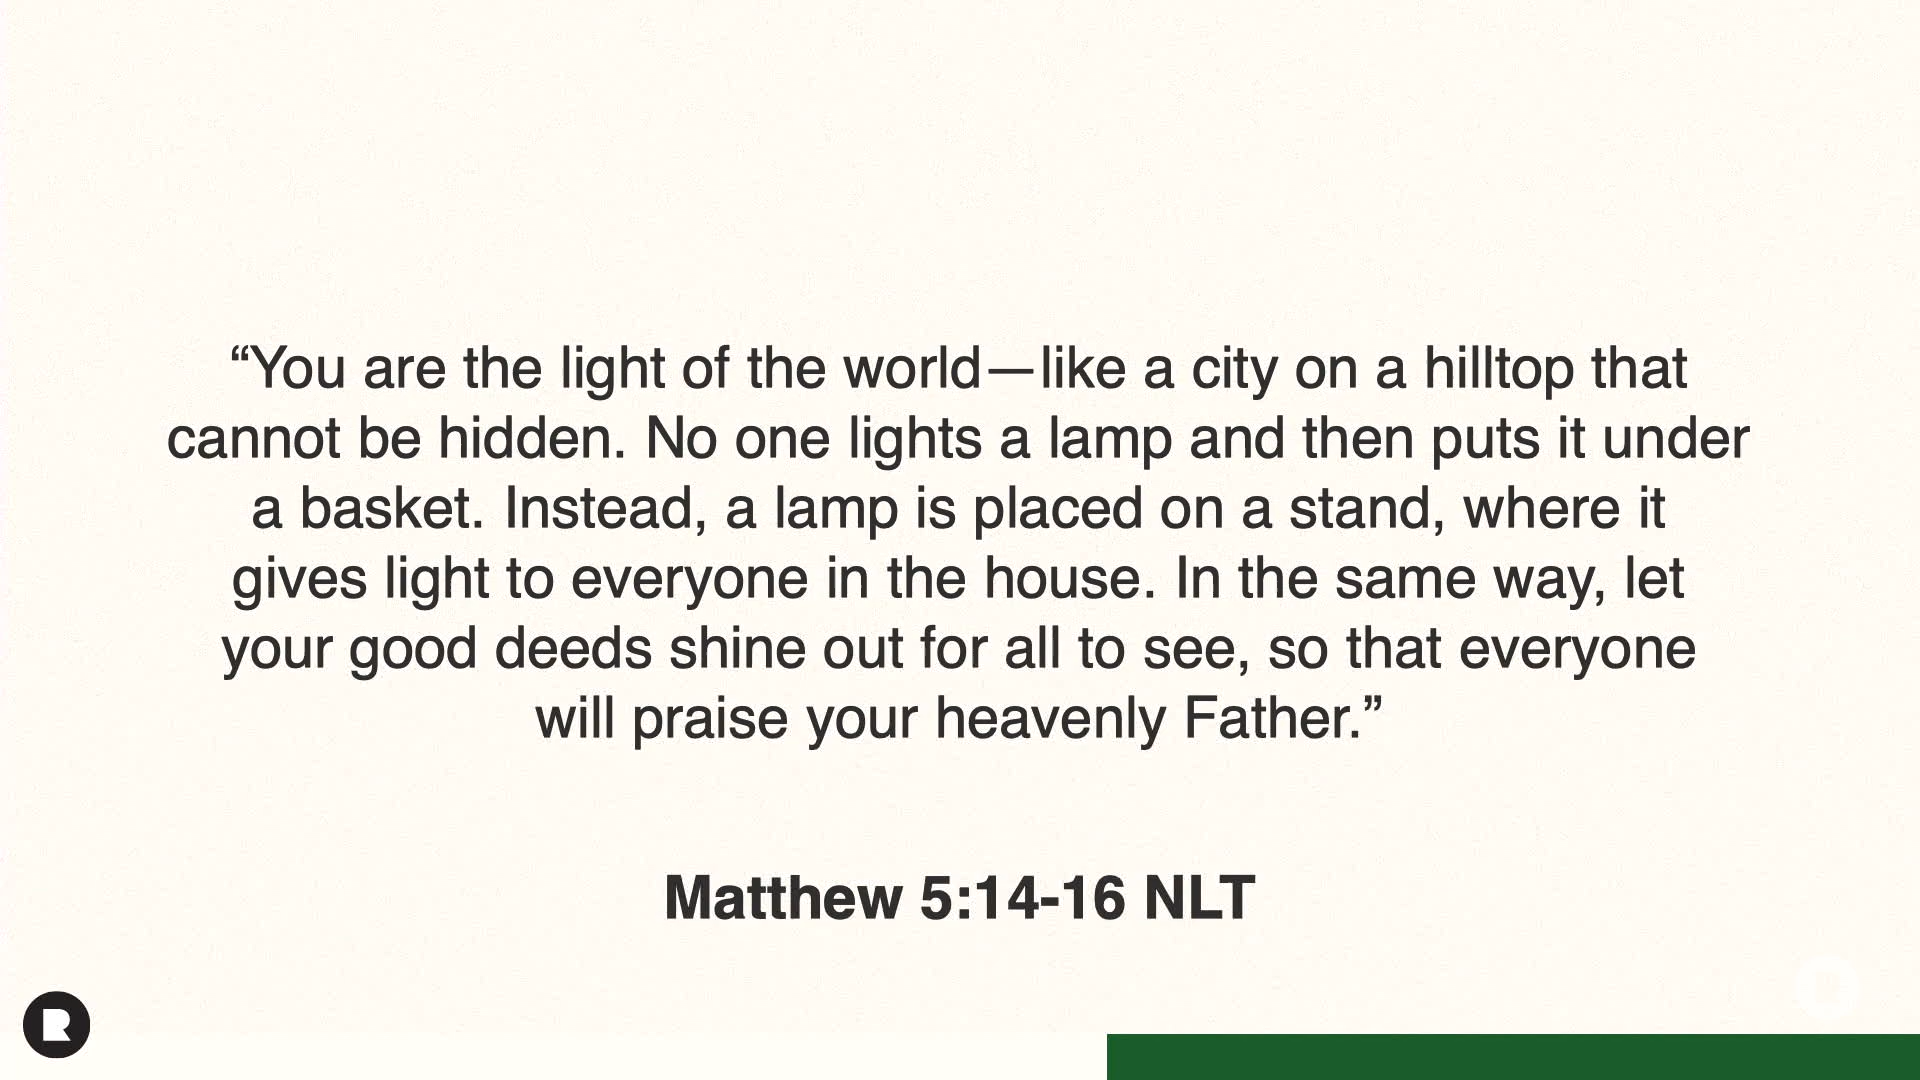 “You are the light of the world—like a city on a hilltop that
cannot be hidden. No one lights a lamp and then puts it under
a basket. Instead, a lamp is placed on a stand, where it
gives light to everyone in the house. In the same way, let
your good deeds shine out for all to see, so that everyone
will praise your heavenly Father.”
Matthew 5:14-16 NLT
R